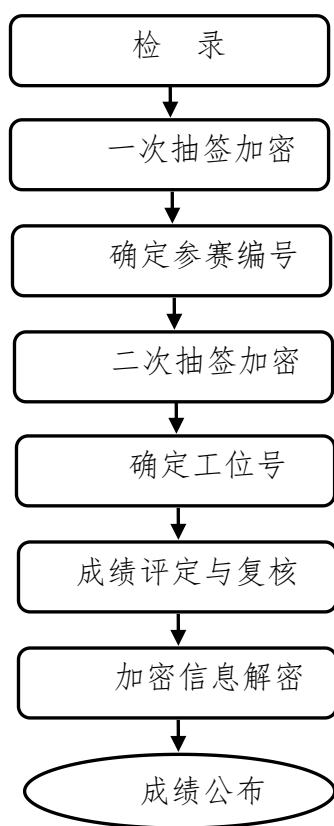 检 录
一次抽签加密
确定参赛编号
二次抽签加密
确定工位号
成绩评定与复核
加密信息解密
成绩公布